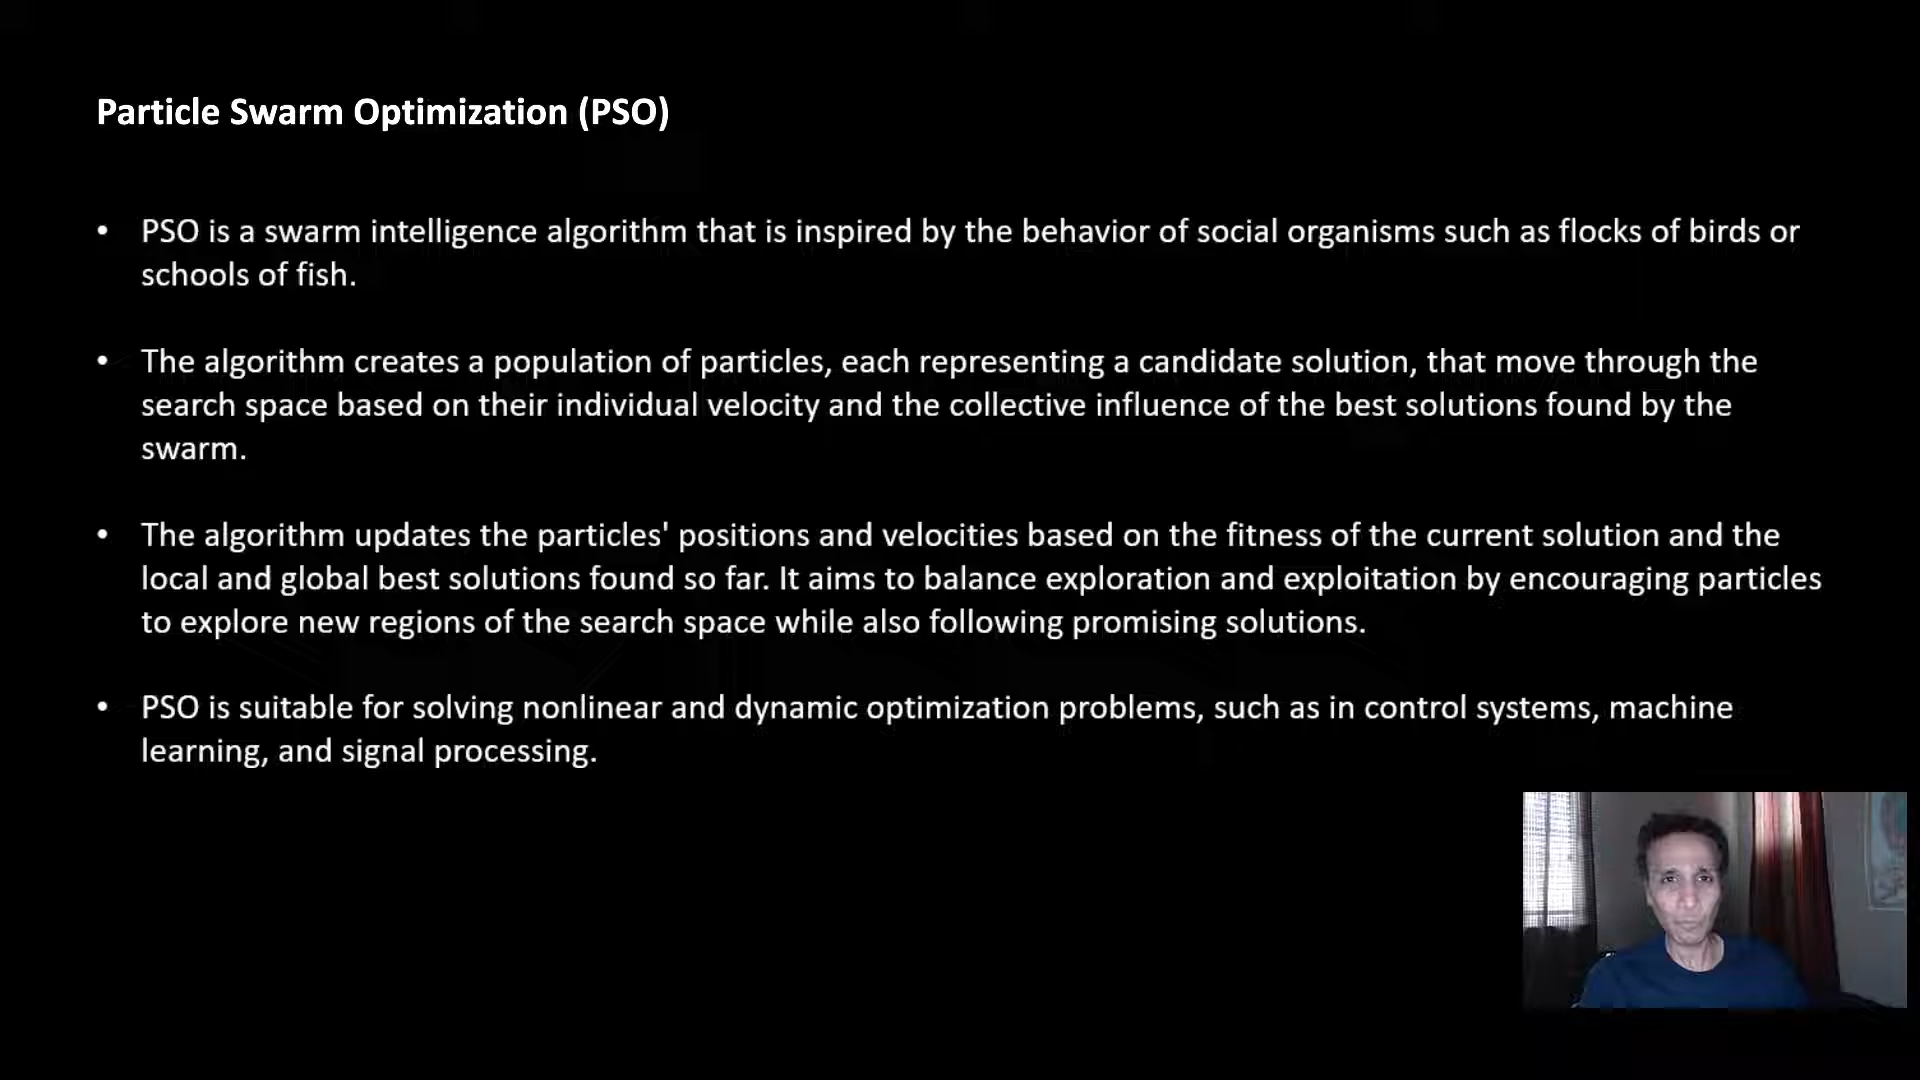 Particle Swarm Optimization (PSO)
• PSO is a swarm intelligence algorithm that is inspired by the behavior of social organisms such as flocks of birds or
schools of fish.
• The algorithm creates a population of particles, each representing a candidate solution, that move through the
search space based on their individual velocity and the collective influence of the best solutions found by the
swarm.
• The algorithm updates the particles' positions and velocities based on the fitness of the current solution and the
local and global best solutions found so far. It aims to balance exploration and exploitation by encouraging particles
to explore new regions of the search space while also following promising solutions.
• PSO is suitable for solving nonlinear and dynamic optimization problems, such as in control systems, machine
learning, and signal processing.